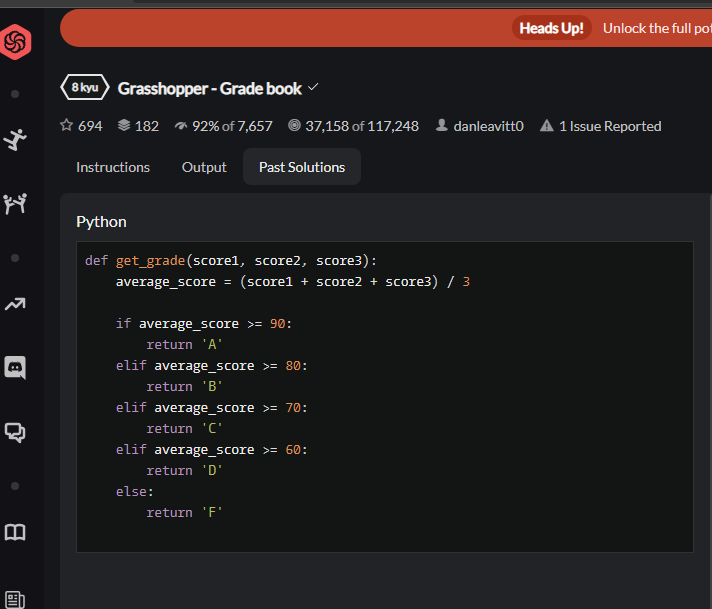 Heads Up! Unlock the full
8 kyu Grasshopper - Grade book
694 182 92% of 7,657 37,158 of 117,248 danleavitt0 1 Issue Reported
Instructions Output Past Solutions
Python
def get_grade(score1, score2, score3):
    average_score = (score1 + score2 + score3) / 3
    if average_score >= 90:
        return 'A'
    elif average_score >= 80:
        return 'B'
    elif average_score >= 70:
        return 'C'
    elif average_score >= 60:
        return 'D'
    else:
        return 'F'